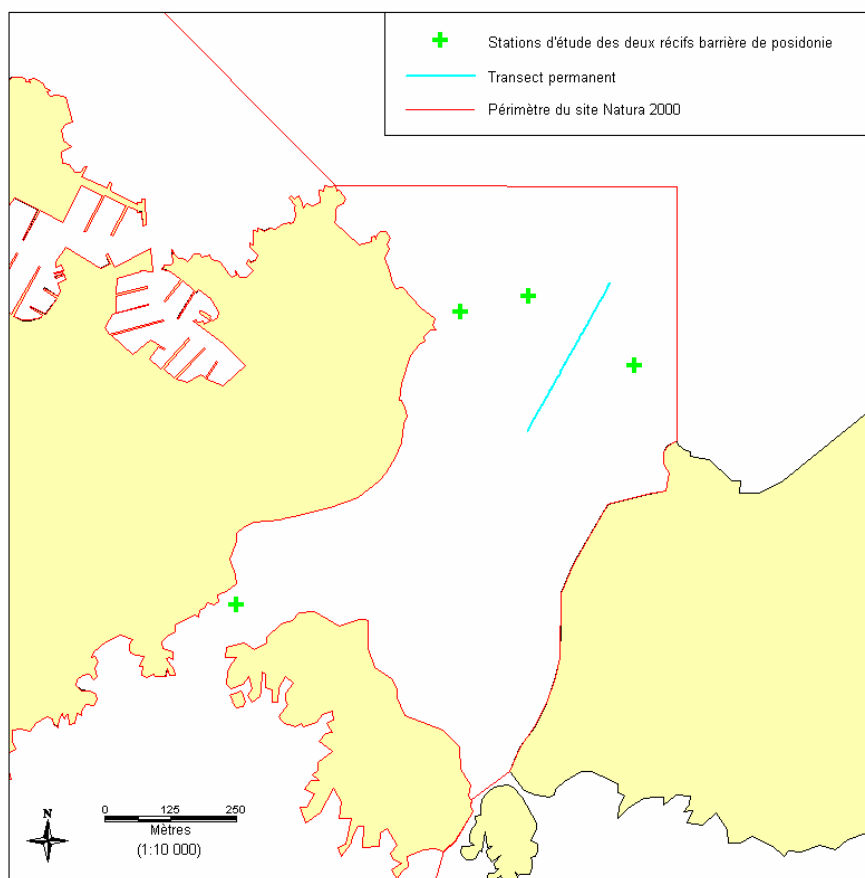 Stations d'étude des deux récifs barrière de posidonie
Transect permanent
Périmètre du site Natura 2000
N
0 125 250
Mètres
(1:10 000)